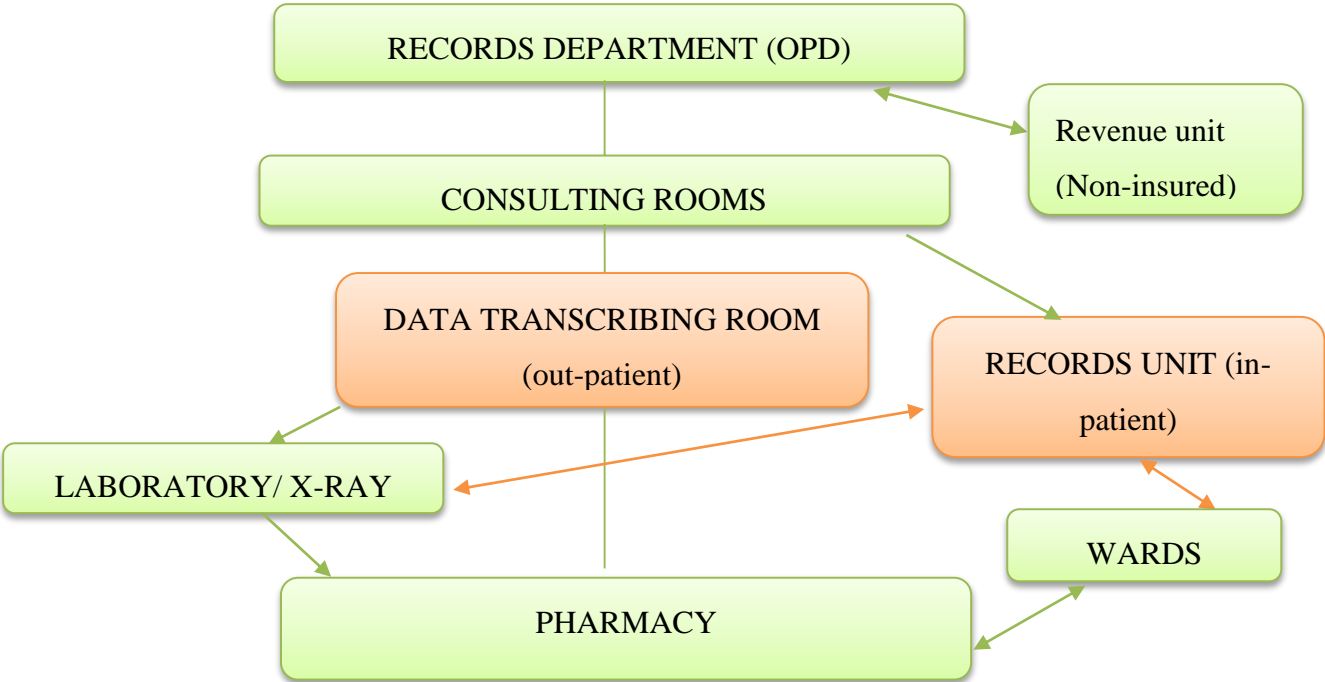 RECORDS DEPARTMENT (OPD)
Revenue unit
(Non-insured)
CONSULTING ROOMS
DATA TRANSCRIBING ROOM
(out-patient)
RECORDS UNIT (in-
patient)
LABORATORY/ X-RAY
WARDS
PHARMACY